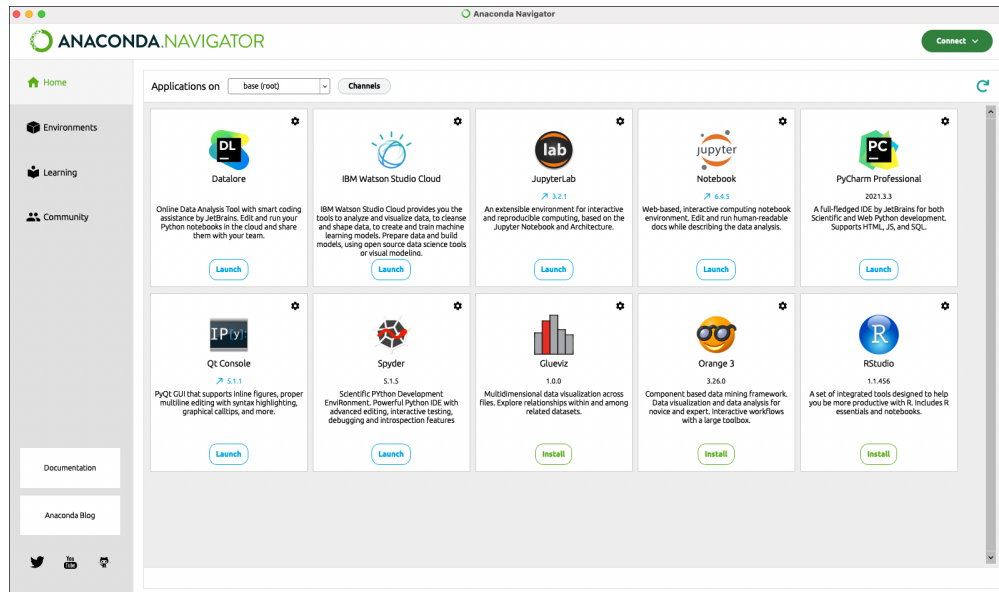 Anaconda Navigator
ANACONDA.NAVIGATOR
Connect
Home
Environments
Learning
Community
Documentation
Anaconda Blog
You
Tube
Applications on
base (root)
Channels
DL
Datalore
Online Data Analysis Tool with smart coding
assistance by JetBrains. Edit and run your
Python notebooks in the cloud and share
them with your team.
Launch
IBM Watson Studio Cloud
IBM Watson Studio Cloud provides you the
tools to analyze and visualize data, to cleanse
and shape data, to create and train machine
learning models. Prepare data and build
models, using open source data science tools
or visual modeling.
Launch
lab
JupyterLab
3.2.1
An extensible environment for interactive
and reproducible computing, based on the
Jupyter Notebook and Architecture.
Launch
jupyter
Notebook
6.4.5
Web-based, interactive computing notebook
environment. Edit and run human-readable
docs while describing the data analysis.
Launch
PC
PyCharm Professional
2021.3.3
A full-fledged IDE by JetBrains for both
Scientific and Web Python development.
Supports HTML, JS, and SQL.
Launch
IP[y]:
Qt Console
5.1.1
PyQt GUI that supports inline figures, proper
multiline editing with syntax highlighting,
graphical calltips, and more.
Launch
Spyder
5.1.5
Scientific PYthon Development
EnviRonment. Powerful Python IDE with
advanced editing, interactive testing,
debugging and introspection features
Launch
Glueviz
1.0.0
Multidimensional data visualization across
files. Explore relationships within and among
related datasets.
Install
Orange 3
3.26.0
Component based data mining framework.
Data visualization and data analysis for
novice and expert. Interactive workflows
with a large toolbox.
Install
R
RStudio
1.1.456
A set of integrated tools designed to help
you be more productive with R. Includes R
essentials and notebooks.
Install